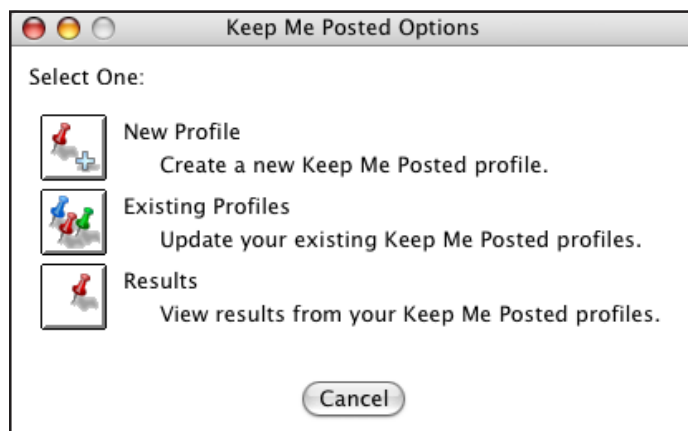 Keep Me Posted Options
Select One:
New Profile
Create a new Keep Me Posted profile.
Existing Profiles
Update your existing Keep Me Posted profiles.
Results
View results from your Keep Me Posted profiles.
Cancel